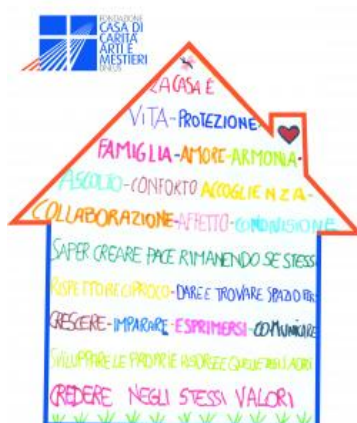 FONDAZIONE
CASA DI
CARITÀ
ARTI E
MESTIERI
ONLUS
LA CASA È
VITA-PROTEZIONE-
FAMIGLIA-AMORE-ARMONIA-
ASCOLTO-CONFORTO ACCOGLIENZA-
COLLABORAZIONE-AFFETTO-CONDIVISIONE
SAPER CREARE PACE RIMANENDO SE STESSI
RISPETTO RECIPROCO-DARE E TROVARE SPAZIO PER
CRESCERE-IMPARARE-ESPRIMERSI-COMUNICARE
SVILUPPARE LE PROPRIE RISORSE E QUELLE DEGLI ALTRI
CREDERE NEGLI STESSI VALORI